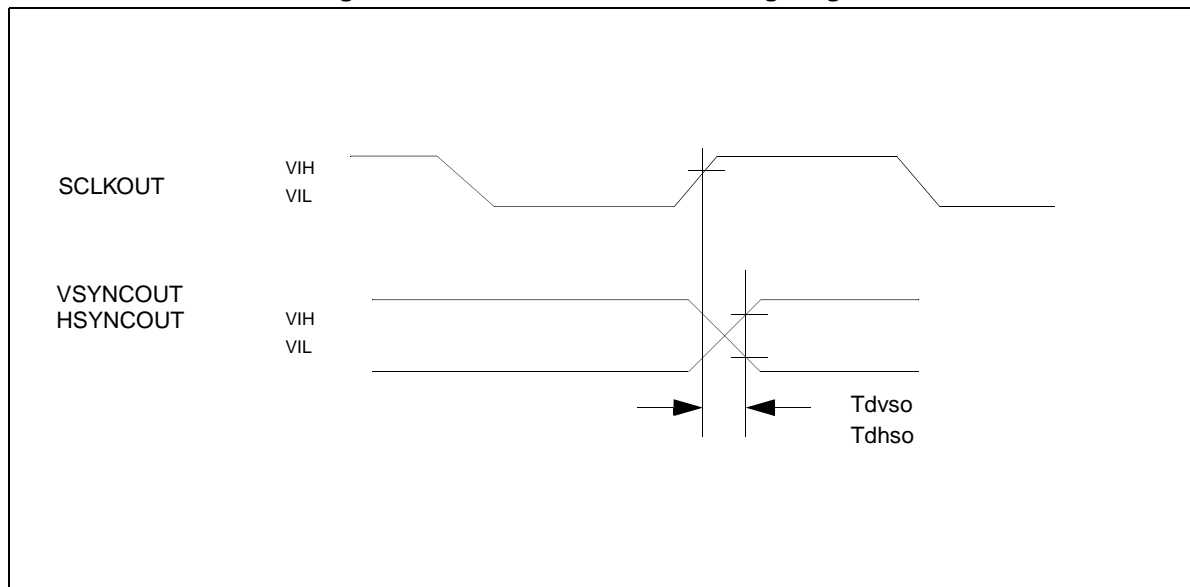 SCLKOUT
VIH
VIL
VSYNCOUT
HSYNCOUT
VIH
VIL
Tdvso
Tdhso